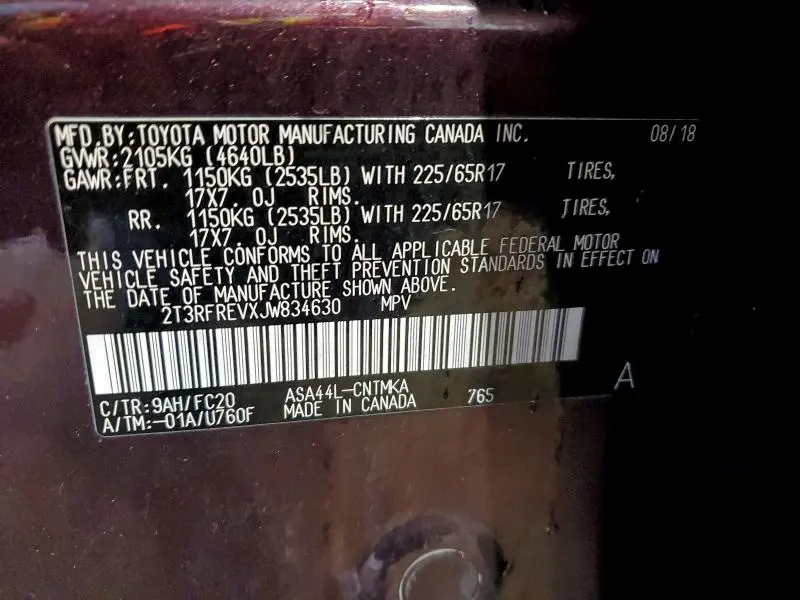 MFD. BY: TOYOTA MOTOR MANUFACTURING CANADA INC. 08/18
GVWR: 2105KG (4640LB)
GAWR: FRT. 1150KG (2535LB) WITH 225/65R17 TIRES,
17X7. 0J RIMS.
RR. 1150KG (2535LB) WITH 225/65R17 TIRES,
17X7. 0J RIMS.
THIS VEHICLE CONFORMS TO ALL APPLICABLE FEDERAL MOTOR
VEHICLE SAFETY AND THEFT PREVENTION STANDARDS IN EFFECT ON
THE DATE OF MANUFACTURE SHOWN ABOVE.
2T3RFREVXJW834630 MPV
A
C/TR: 9AH/FC20 ASA44L-CNTMKA 765
A/TM:-01A/U760F MADE IN CANADA